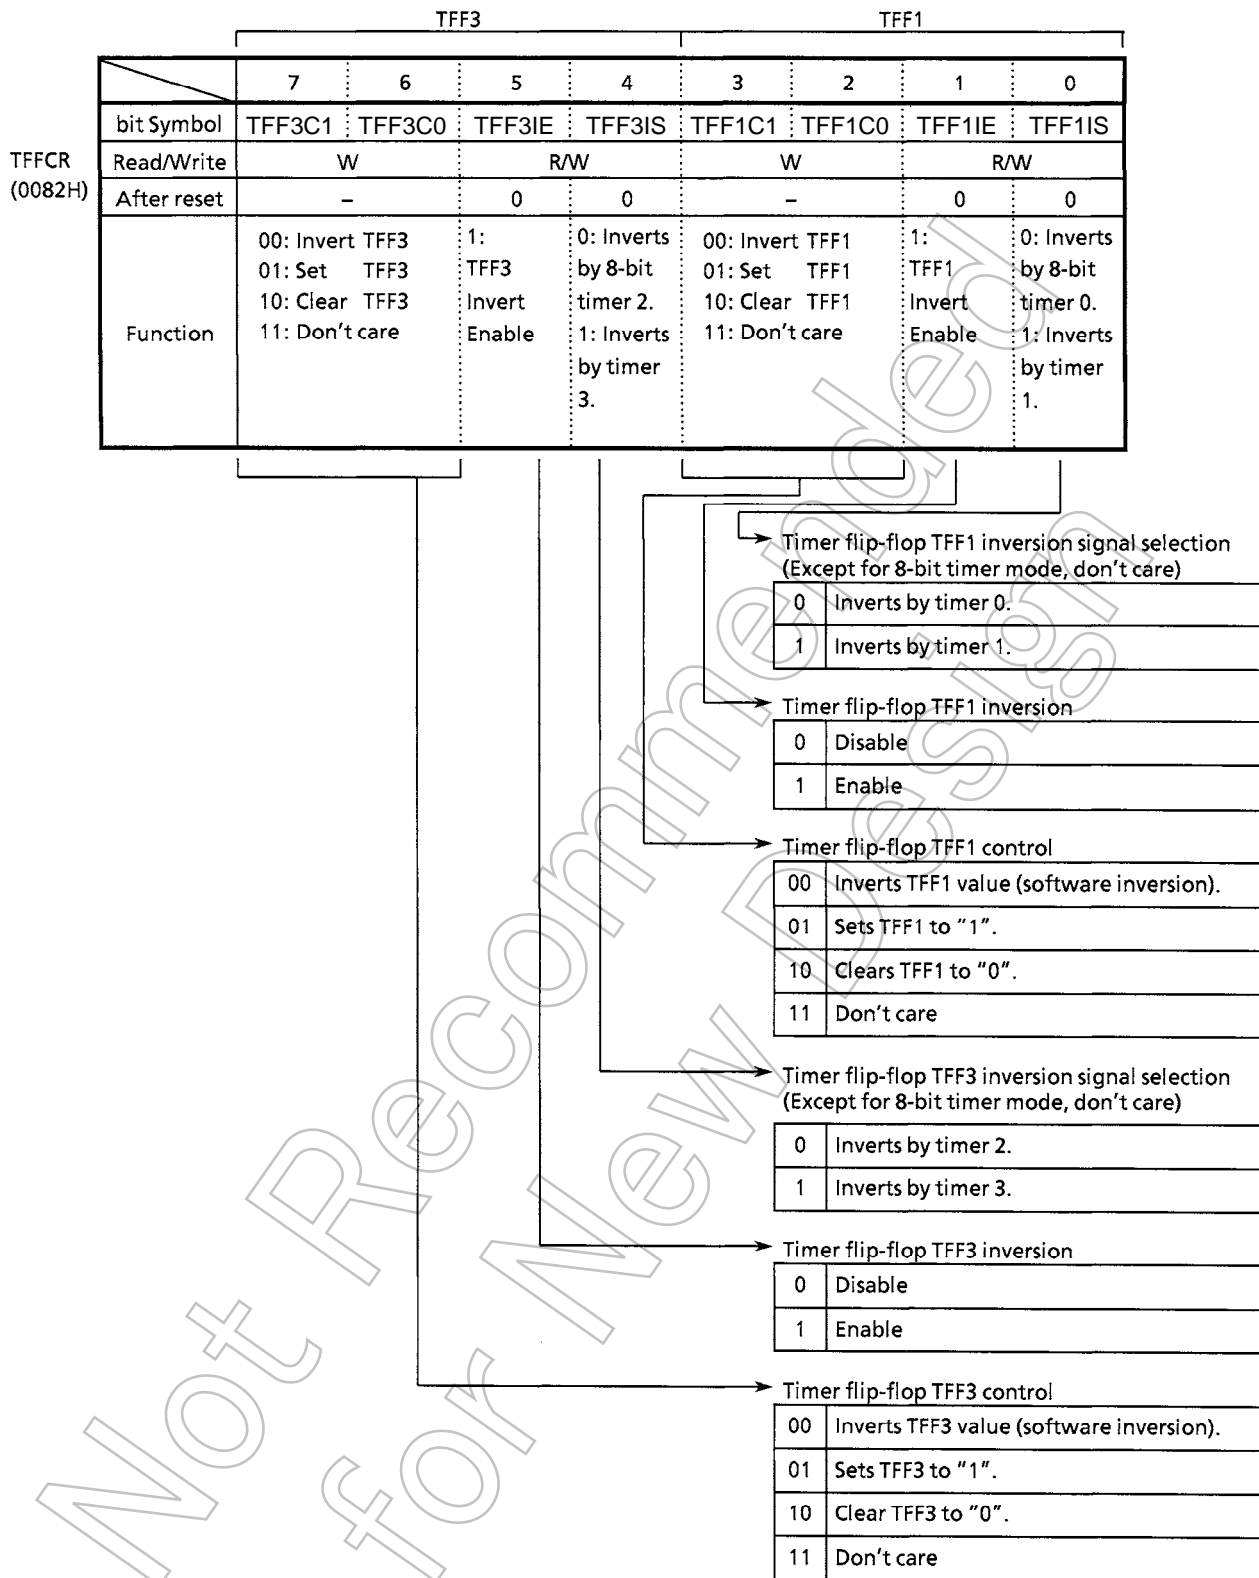 TFF3 TFF1
7 6 5 4 3 2 1 0
bit Symbol TFF3C1 TFF3C0 TFF3IE TFF3IS TFF1C1 TFF1C0 TFF1IE TFF1IS
TFFCR Read/Write W R/W W R/W
(0082H) After reset – 0 0 – 0 0
00: Invert TFF3 1: 0: Inverts 00: Invert TFF1 1: 0: Inverts
01: Set TFF3 TFF3 by 8-bit 01: Set TFF1 TFF1 by 8-bit
10: Clear TFF3 Invert timer 2. 10: Clear TFF1 Invert timer 0.
Function 11: Don't care Enable 1: Inverts 11: Don't care Enable 1: Inverts
by timer by timer
3. 1.
Timer flip-flop TFF1 inversion signal selection
(Except for 8-bit timer mode, don't care)
0 Inverts by timer 0.
1 Inverts by timer 1.
Timer flip-flop TFF1 inversion
0 Disable
1 Enable
Timer flip-flop TFF1 control
00 Inverts TFF1 value (software inversion).
01 Sets TFF1 to "1".
10 Clears TFF1 to "0".
11 Don't care
Timer flip-flop TFF3 inversion signal selection
(Except for 8-bit timer mode, don't care)
0 Inverts by timer 2.
1 Inverts by timer 3.
Timer flip-flop TFF3 inversion
0 Disable
1 Enable
Timer flip-flop TFF3 control
00 Inverts TFF3 value (software inversion).
01 Sets TFF3 to "1".
10 Clear TFF3 to "0".
11 Don't care
Not Recommended
for New Design